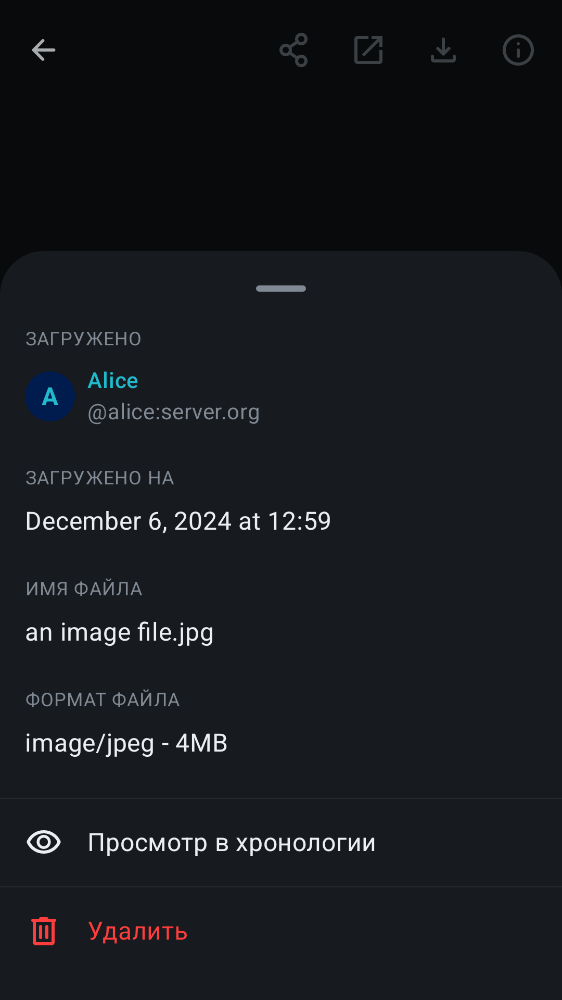 ЗАГРУЖЕНО
A
Alice
@alice:server.org
ЗАГРУЖЕНО НА
December 6, 2024 at 12:59
ИМЯ ФАЙЛА
an image file.jpg
ФОРМАТ ФАЙЛА
image/jpeg - 4MB
Просмотр в хронологии
Удалить